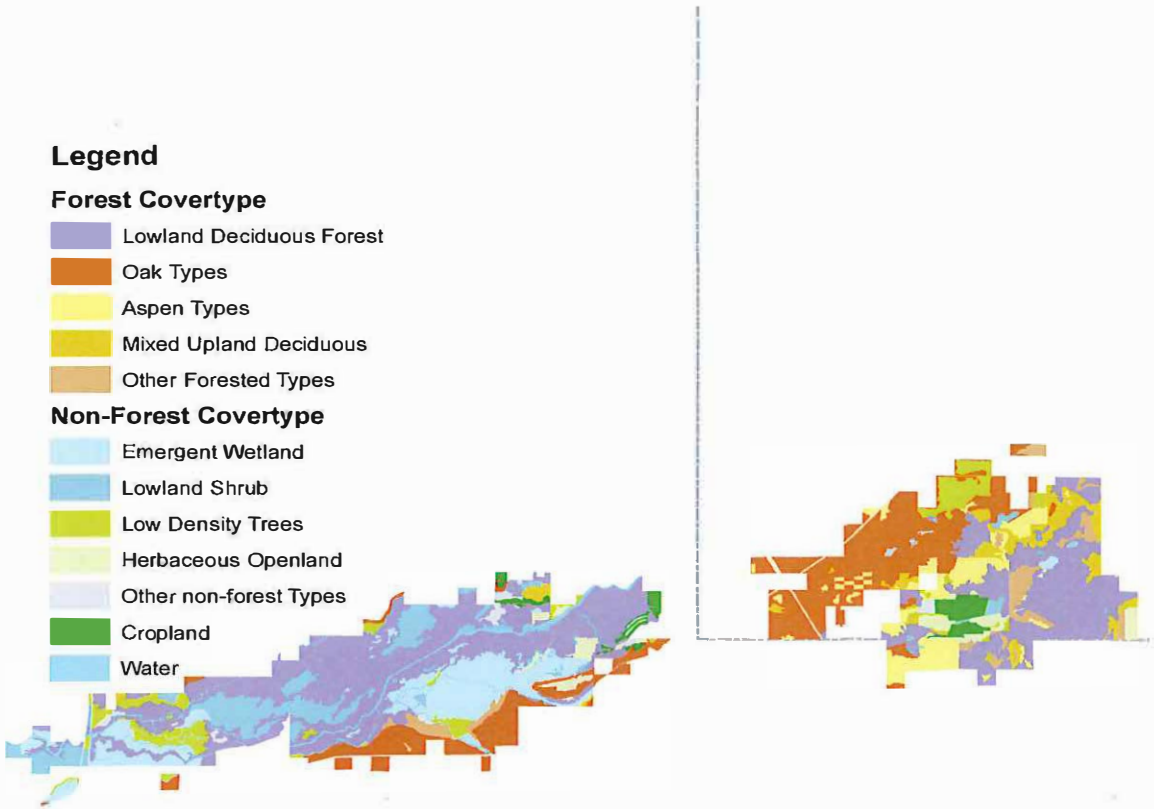 Legend
Forest Covertype
Lowland Deciduous Forest
Oak Types
Aspen Types
Mixed Upland Deciduous
Other Forested Types
Non-Forest Covertype
Emergent Wetland
Lowland Shrub
Low Density Trees
Herbaceous Openland
Other non-forest Types
Cropland
Water